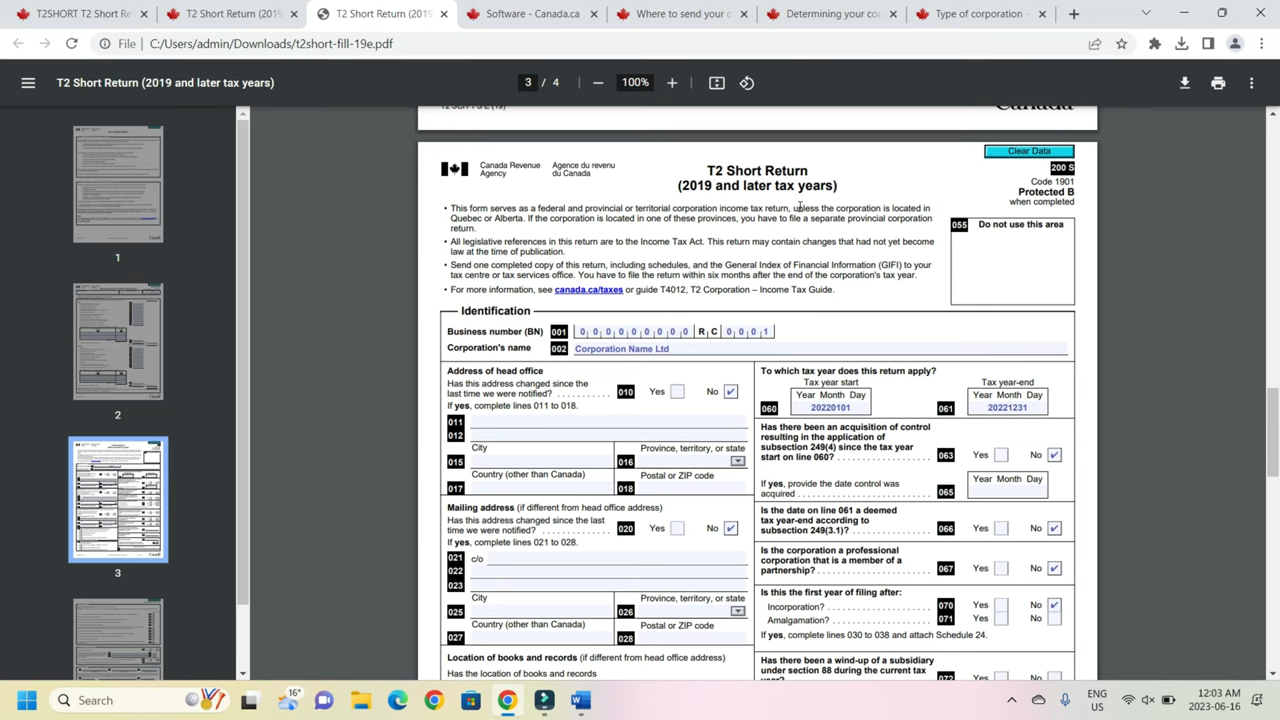 T2SHORT T2 Short Ret
T2 Short Return (2019
T2 Short Return (2019
Software - Canada.ca
Where to send your c
Determining your co
Type of corporation -
File C:/Users/admin/Downloads/t2short-fill-19e.pdf
T2 Short Return (2019 and later tax years)
3 / 4
100%
1
2
3
T2 SCH 1 S E (19)
Canada
Clear Data
Canada Revenue Agency
Agence du revenu du Canada
T2 Short Return
(2019 and later tax years)
200 S
Code 1901
Protected B
when completed
• This form serves as a federal and provincial or territorial corporation income tax return, unless the corporation is located in
Quebec or Alberta. If the corporation is located in one of these provinces, you have to file a separate provincial corporation
return.
• All legislative references in this return are to the Income Tax Act. This return may contain changes that had not yet become
law at the time of publication.
• Send one completed copy of this return, including schedules, and the General Index of Financial Information (GIFI) to your
tax centre or tax services office. You have to file the return within six months after the end of the corporation's tax year.
• For more information, see canada.ca/taxes or guide T4012, T2 Corporation – Income Tax Guide.
055 Do not use this area
Identification
Business number (BN) 001 0 0 0 0 0 0 0 0 0 R C 0 0 0 1
Corporation's name 002 Corporation Name Ltd
Address of head office
Has this address changed since the
last time we were notified? . . . . . . . . . . . . 010 Yes No ✔
If yes, complete lines 011 to 018.
011
012
City Province, territory, or state
015 016
Country (other than Canada) Postal or ZIP code
017 018
Mailing address (if different from head office address)
Has this address changed since the last
time we were notified? . . . . . . . . . . . . 020 Yes No ✔
If yes, complete lines 021 to 028.
021 c/o
022
023
City Province, territory, or state
025 026
Country (other than Canada) Postal or ZIP code
027 028
Location of books and records (if different from head office address)
Has the location of books and records
To which tax year does this return apply?
Tax year start Tax year-end
Year Month Day Year Month Day
060 20220101 061 20221231
Has there been an acquisition of control
resulting in the application of
subsection 249(4) since the tax year
start on line 060? . . . . . . . . . . . . 063 Yes No ✔
If yes, provide the date control was
acquired . . . . . . . . . . . . 065 Year Month Day
Is the date on line 061 a deemed
tax year-end according to
subsection 249(3.1)? . . . . . . . . . . . . 066 Yes No ✔
Is the corporation a professional
corporation that is a member of a
partnership? . . . . . . . . . . . . 067 Yes No ✔
Is this the first year of filing after:
Incorporation? . . . . . . . . . . . . 070 Yes No ✔
Amalgamation? . . . . . . . . . . . . 071 Yes No
If yes, complete lines 030 to 038 and attach Schedule 24.
Has there been a wind-up of a subsidiary
under section 88 during the current tax
year? 072 Yes No
Search
16°
ENG
US
12:03 AM
2023-06-16